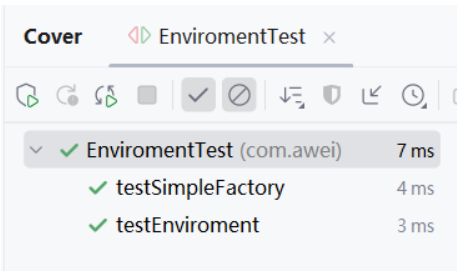 Cover EnviromentTest
EnviromentTest (com.awei) 7 ms
testSimpleFactory 4 ms
testEnviroment 3 ms